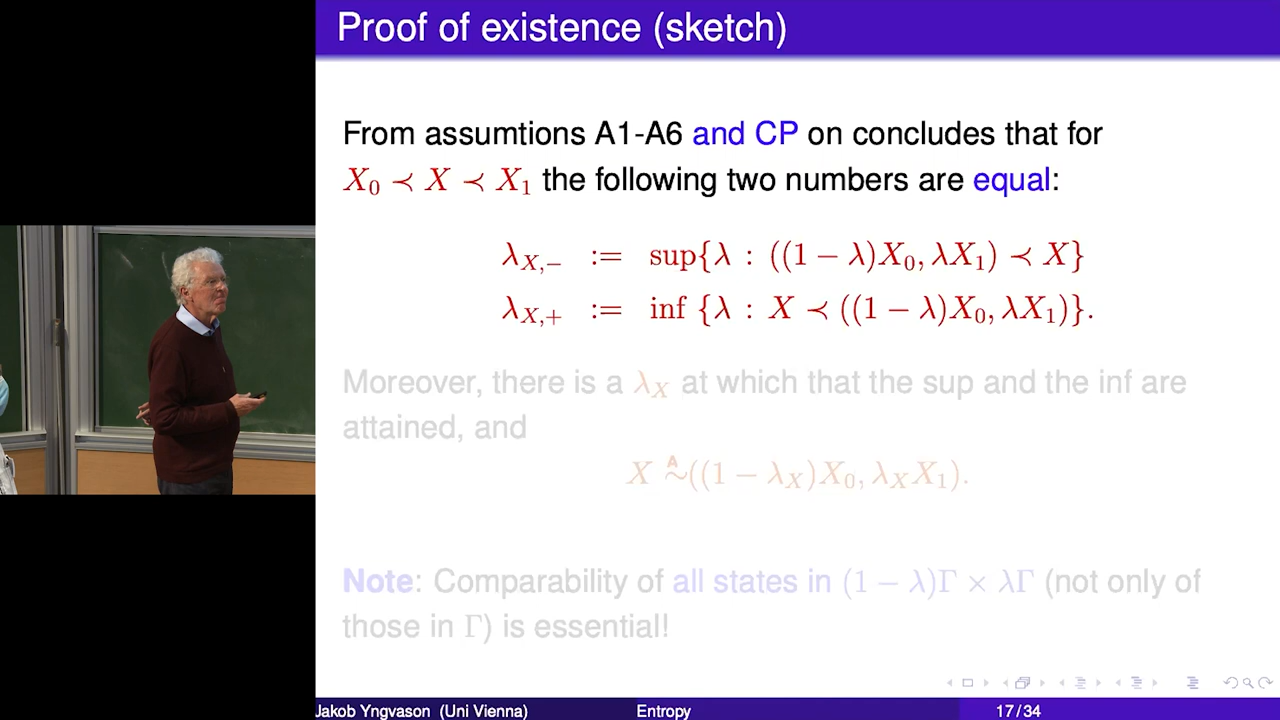 Proof of existence (sketch)
From assumtions A1-A6 and CP on concludes that for
X₀ ≺ X ≺ X₁ the following two numbers are equal:
λ_{X,−} := sup{λ : ((1 − λ)X₀, λX₁) ≺ X}
λ_{X,+} := inf {λ : X ≺ ((1 − λ)X₀, λX₁)}.
Moreover, there is a λ_X at which that the sup and the inf are
attained, and
X ∼ᴬ ((1 − λ_X)X₀, λ_X X₁).
Note: Comparability of all states in (1 − λ)Γ × λΓ (not only of
those in Γ) is essential!
Jakob Yngvason (Uni Vienna) Entropy 17 / 34